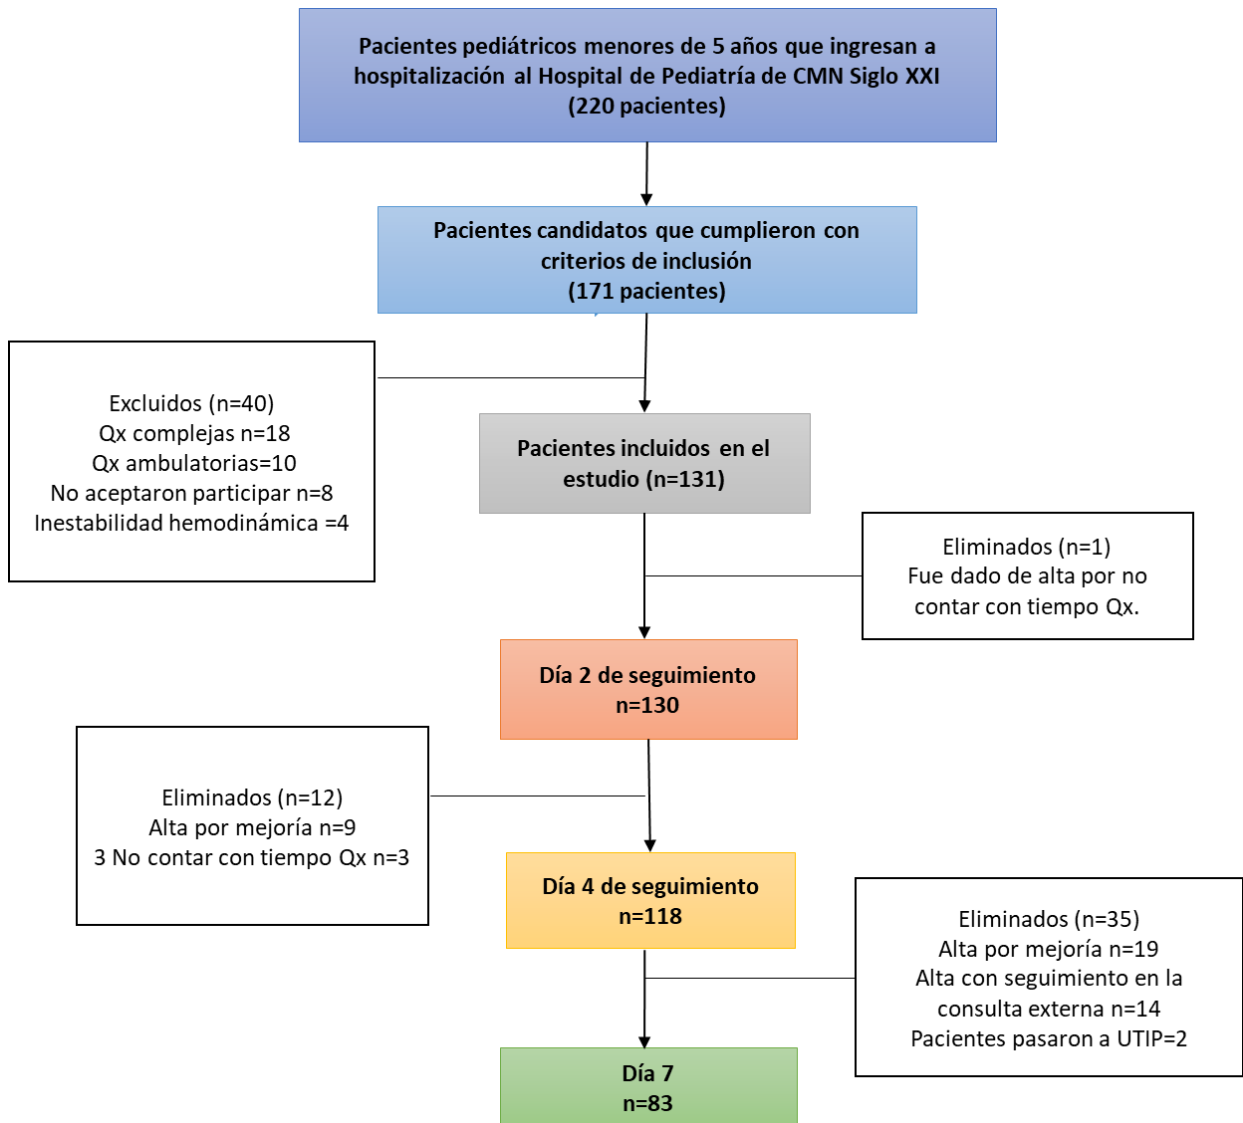 Pacientes pediátricos menores de 5 años que ingresan a
hospitalización al Hospital de Pediatría de CMN Siglo XXI
(220 pacientes)
Pacientes candidatos que cumplieron con
criterios de inclusión
(171 pacientes)
Excluidos (n=40)
Qx complejas n=18
Qx ambulatorias=10
No aceptaron participar n=8
Inestabilidad hemodinámica =4
Pacientes incluidos en el
estudio (n=131)
Eliminados (n=1)
Fue dado de alta por no
contar con tiempo Qx.
Día 2 de seguimiento
n=130
Eliminados (n=12)
Alta por mejoría n=9
3 No contar con tiempo Qx n=3
Día 4 de seguimiento
n=118
Eliminados (n=35)
Alta por mejoría n=19
Alta con seguimiento en la
consulta externa n=14
Pacientes pasaron a UTIP=2
Día 7
n=83